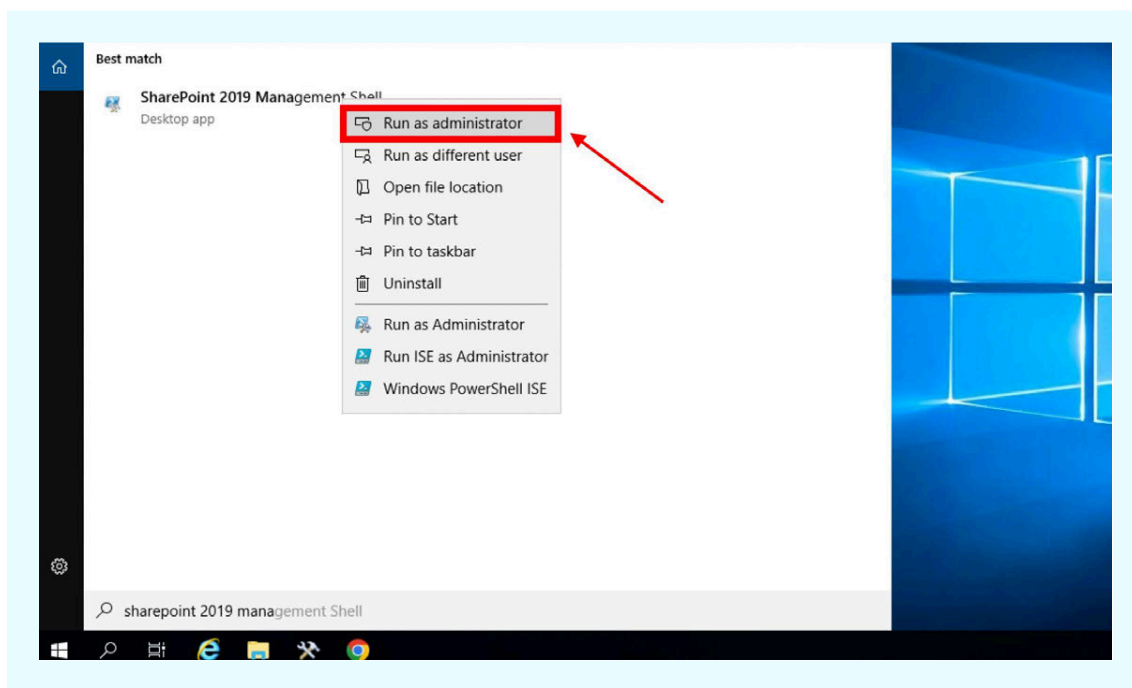 Best match
SharePoint 2019 Management Shell
Desktop app
Run as administrator
Run as different user
Open file location
Pin to Start
Pin to taskbar
Uninstall
Run as Administrator
Run ISE as Administrator
Windows PowerShell ISE
sharepoint 2019 management Shell